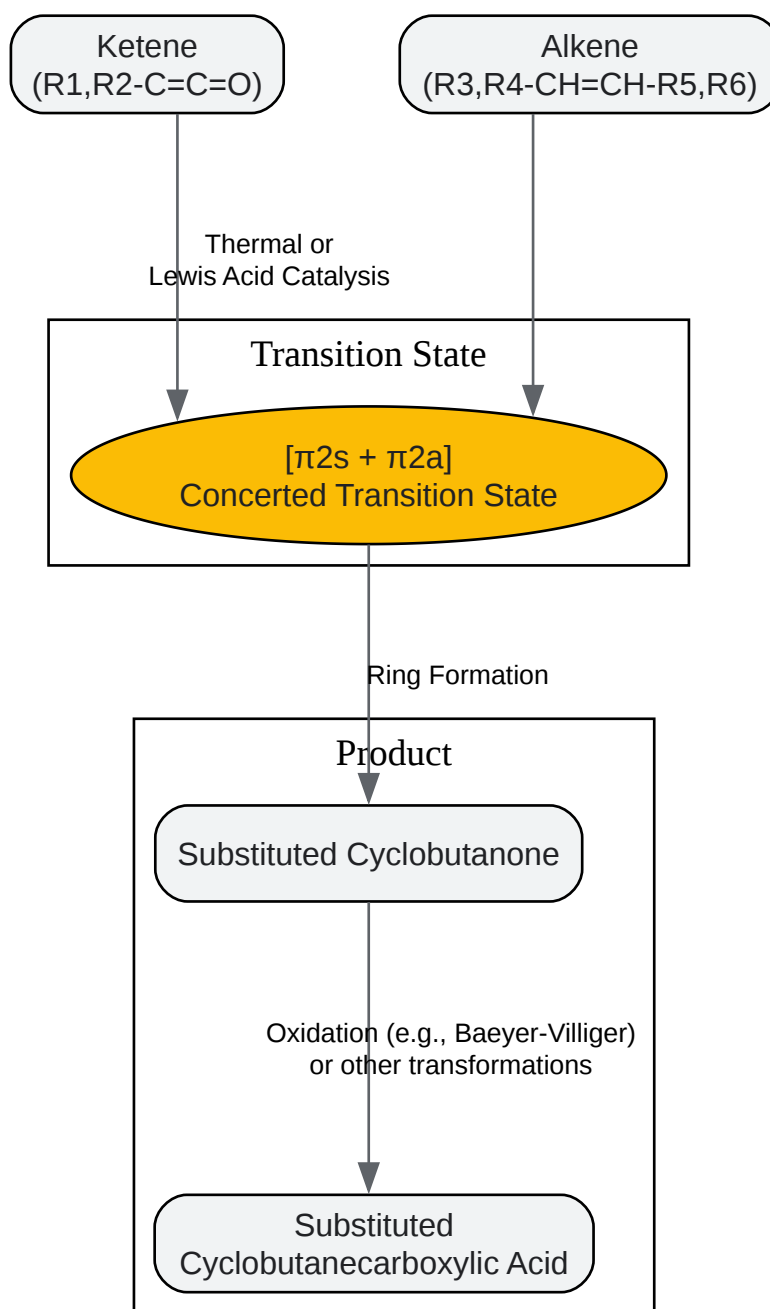 Ketene
(R1,R2-C=C=O)
Alkene
(R3,R4-CH=CH-R5,R6)
Thermal or
Lewis Acid Catalysis
Transition State
[π2s + π2a]
Concerted Transition State
Ring Formation
Product
Substituted Cyclobutanone
Oxidation (e.g., Baeyer-Villiger)
or other transformations
Substituted
Cyclobutanecarboxylic Acid